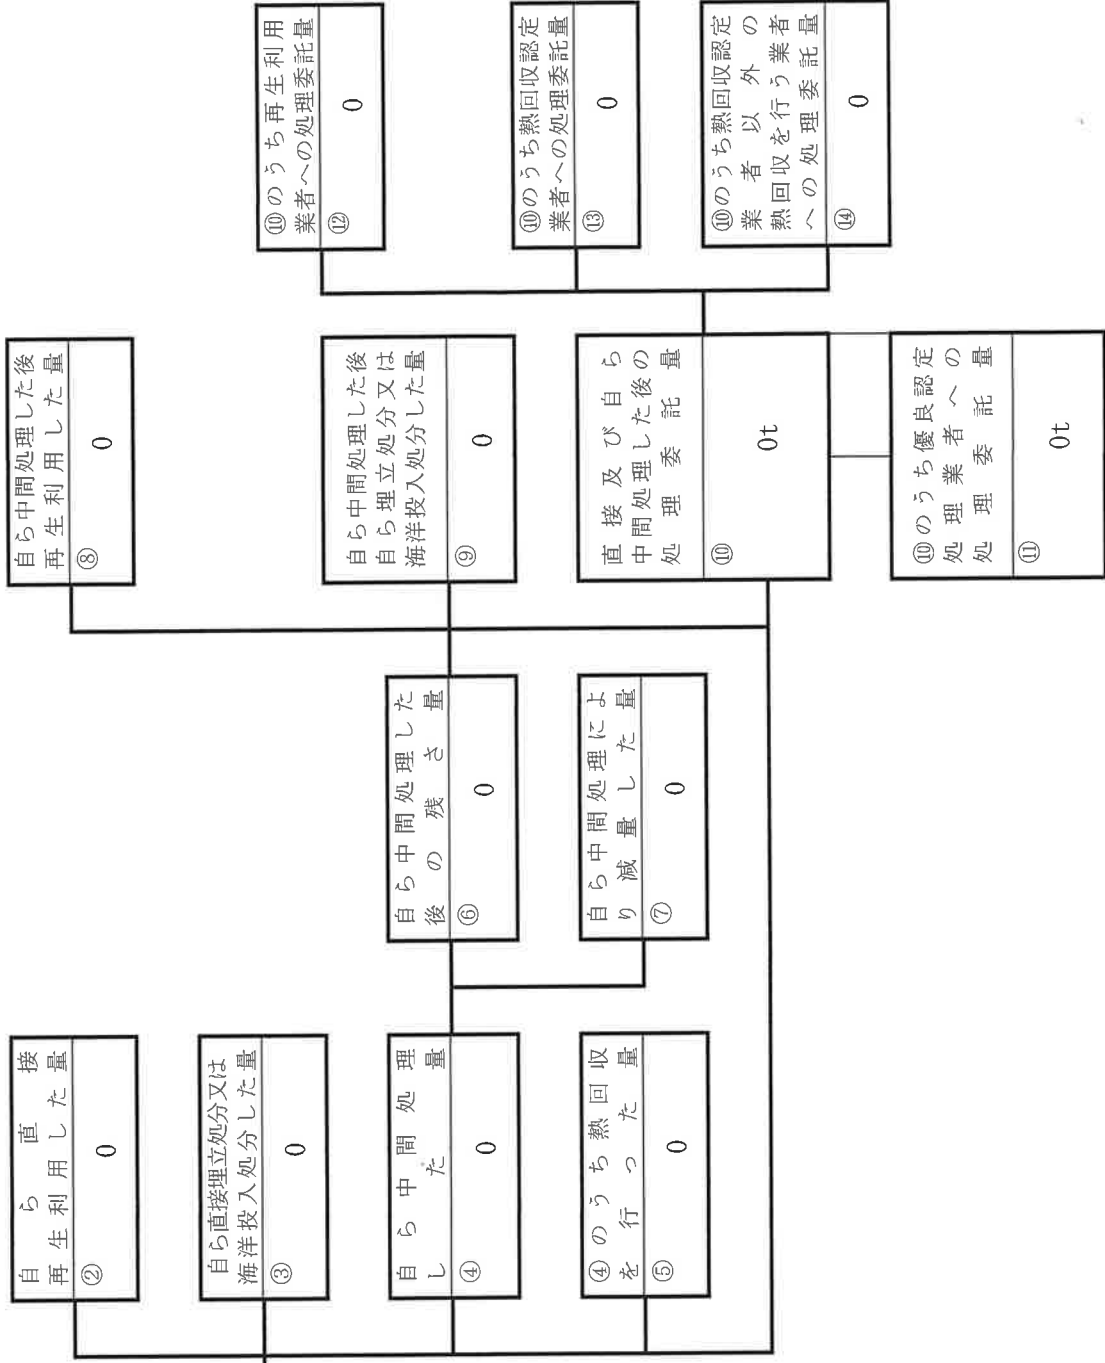 自ら直接
再生利用した量
②
0
自ら直接埋立処分又は
海洋投入処分した量
③
0
自ら中間処理
した量
④
0
④のうち熱回収
を行った量
⑤
0
自ら中間処理した
後の残さ量
⑥
0
自ら中間処理によ
り減量した量
⑦
0
自ら中間処理した後
再生利用した量
⑧
0
自ら中間処理した後
自ら埋立処分又は
海洋投入処分した量
⑨
0
直接及び自ら
中間処理した後の
処理委託量
⑩
0t
⑩のうち優良認定
処理業者への
処理委託量
⑪
0t
⑩のうち再生利用
業者への処理委託量
⑫
0
⑩のうち熱回収認定
業者への処理委託量
⑬
0
⑩のうち熱回収認定
業者以外の
熱回収を行う業者
への処理委託量
⑭
0